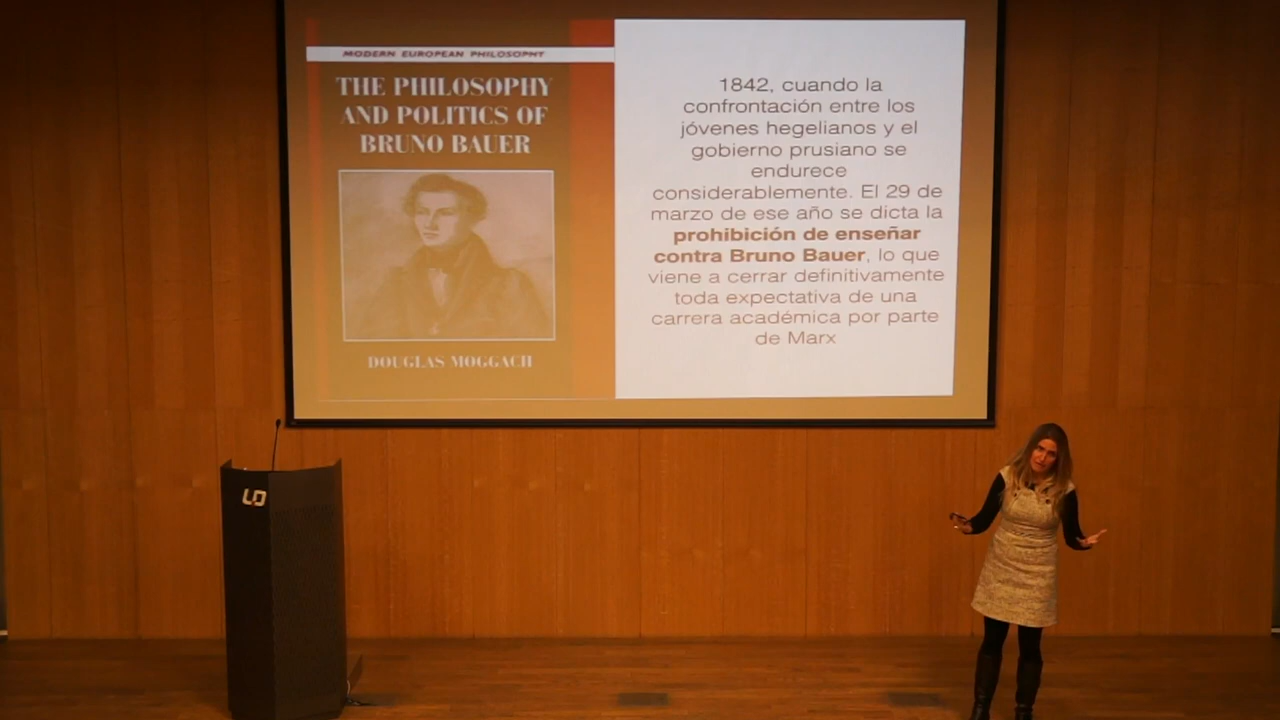 MODERN EUROPEAN PHILOSOPHY
THE PHILOSOPHY
AND POLITICS OF
BRUNO BAUER
DOUGLAS MOGGACH
1842, cuando la
confrontación entre los
jóvenes hegelianos y el
gobierno prusiano se
endurece
considerablemente. El 29 de
marzo de ese año se dicta la
prohibición de enseñar
contra Bruno Bauer, lo que
viene a cerrar definitivamente
toda expectativa de una
carrera académica por parte
de Marx
UD